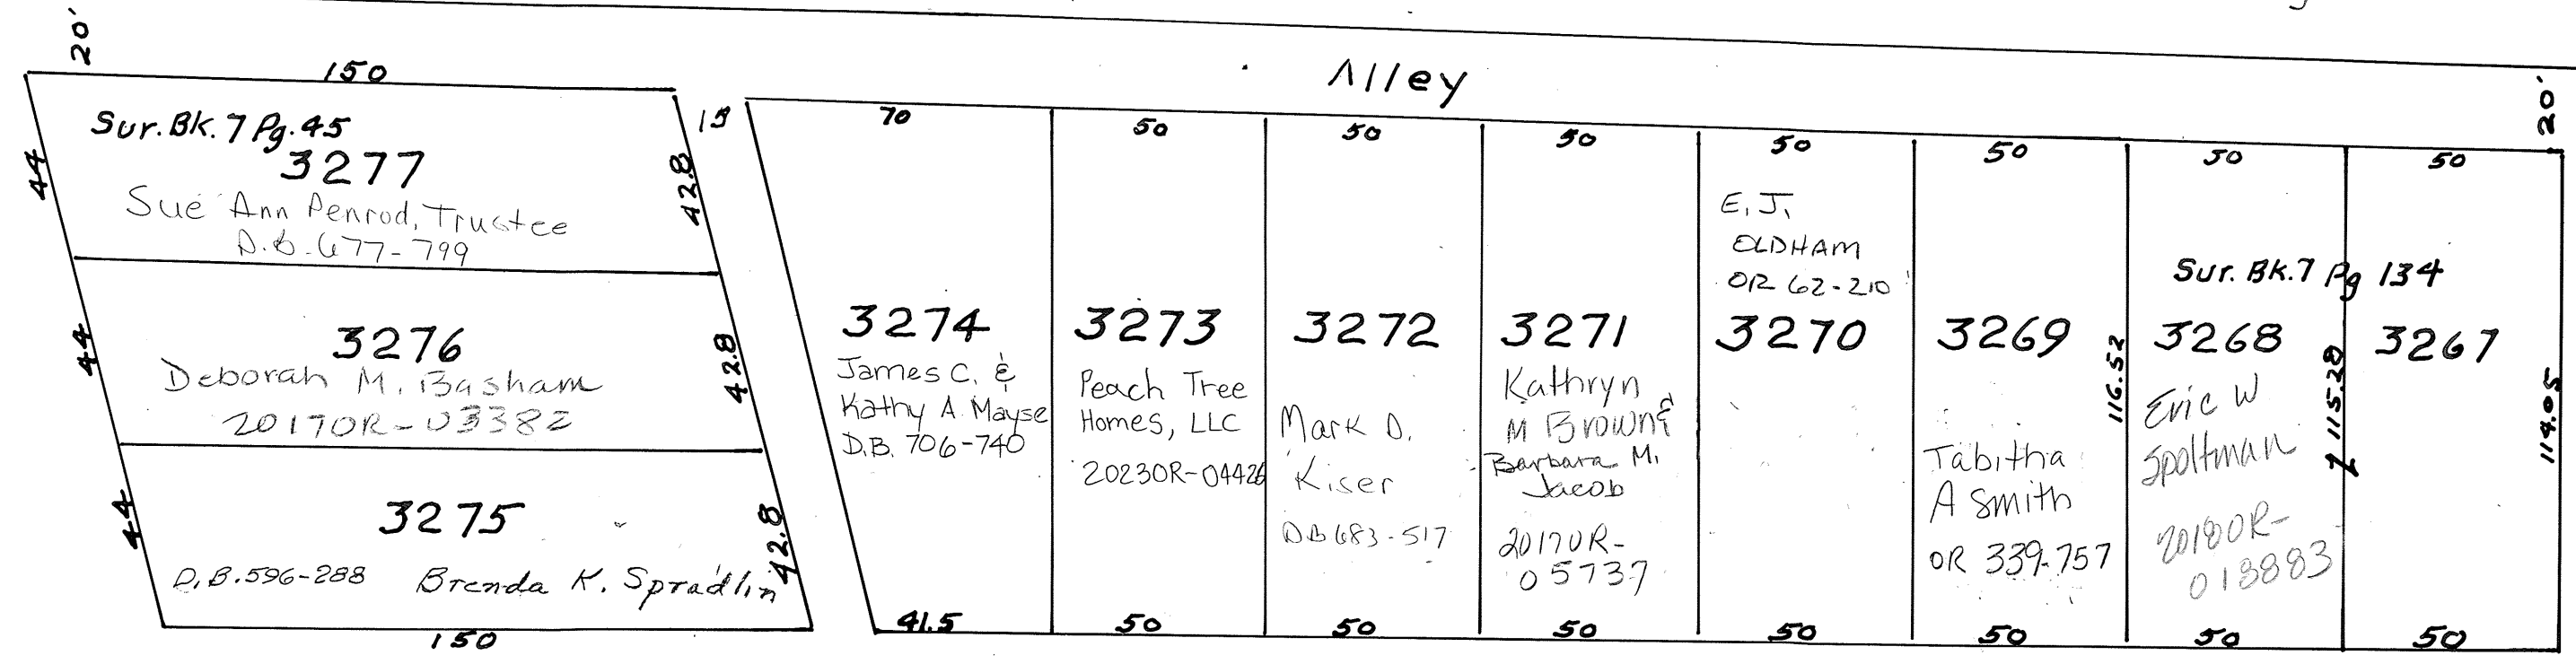 20'
150
Alley
20'
Sur. Bk. 7 Pg. 45
3277
Sue Ann Penrod, Trustee
D.B. 677-799
44
42.8
15
3276
Deborah M. Basham
2017OR-03382
44
42.8
3275
D.B. 596-288 Brenda K. Spradlin
44
42.8
150
70
3274
James C. &
Kathy A. Mayse
D.B. 706-740
41.5
50
3273
Peach Tree
Homes, LLC
2023OR-04426
50
50
3272
Mark D.
Kiser
DB 683-517
50
50
3271
Kathryn
M Brown &
Barbara M.
Jacob
2017OR-
05737
50
50
E. J.
OLDHAM
OR 62-210
3270
50
50
3269
Tabitha
A Smith
OR 339-757
50
116.52
50
Sur. Bk. 7 Pg 134
3268
Eric W
Spoltman
2018OR-
013883
50
115.28
50
3267
50
114.05